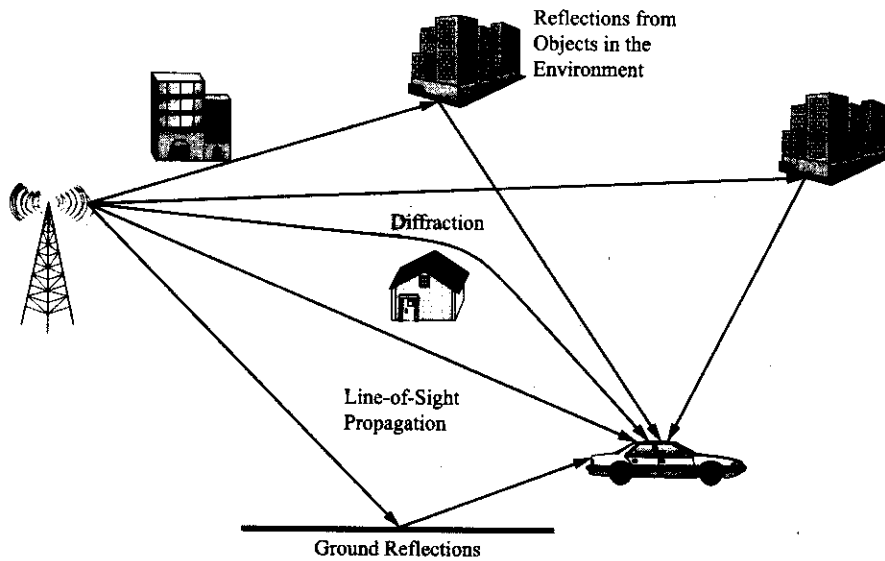 Reflections from
Objects in the
Environment
Diffraction
Line-of-Sight
Propagation
Ground Reflections